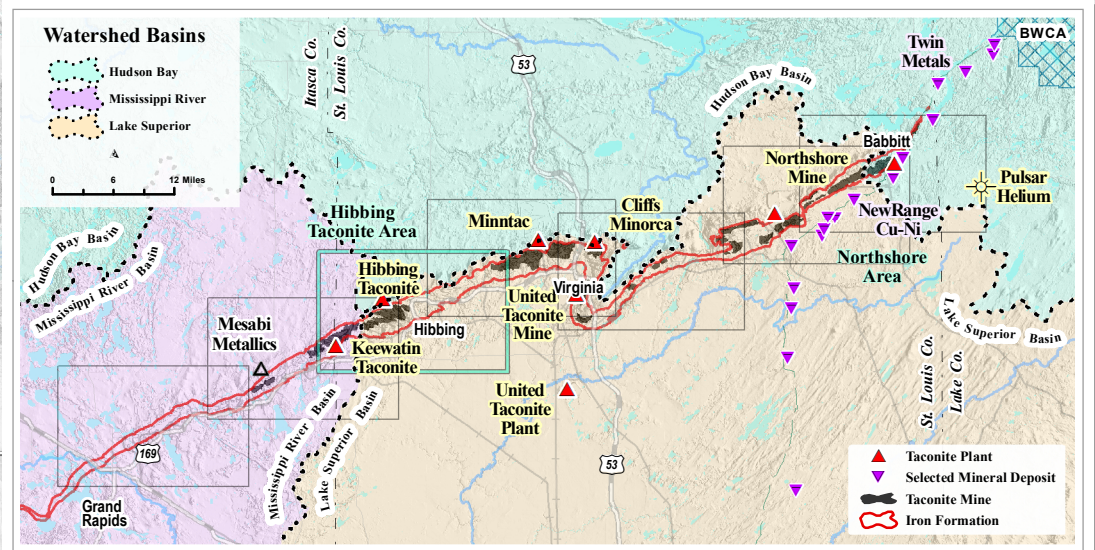 Watershed Basins
Hudson Bay
Mississippi River
Lake Superior
0 6 12 Miles
Itasca Co.
St. Louis Co.
53
Hudson Bay Basin
Twin
Metals
BWCA
Babbitt
Northshore
Mine
Pulsar
Helium
NewRange
Cu-Ni
Northshore
Area
Cliffs
Minorca
Minntac
Hibbing
Taconite Area
Hibbing
Taconite
Hudson Bay Basin
Mississippi River Basin
Virginia
United
Taconite
Mine
Hibbing
Mesabi
Metallics
Keewatin
Taconite
Lake Superior Basin
St. Louis Co.
Lake Co.
United
Taconite
Plant
Mississippi River Basin
Lake Superior Basin
169
53
Grand
Rapids
Taconite Plant
Selected Mineral Deposit
Taconite Mine
Iron Formation